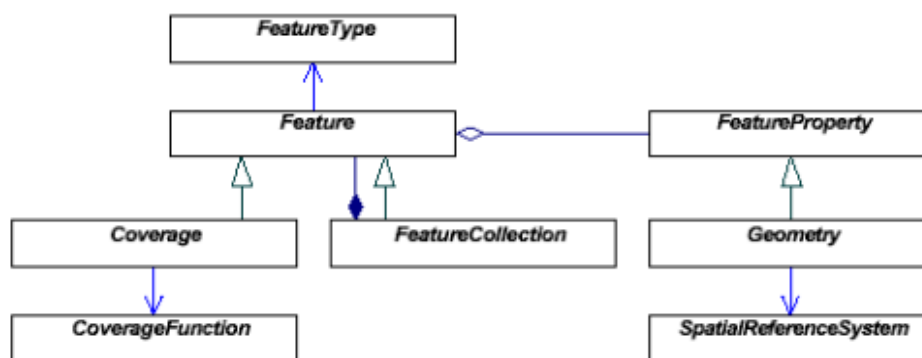 FeatureType
Feature
FeatureProperty
Coverage
FeatureCollection
Geometry
CoverageFunction
SpatialReferenceSystem